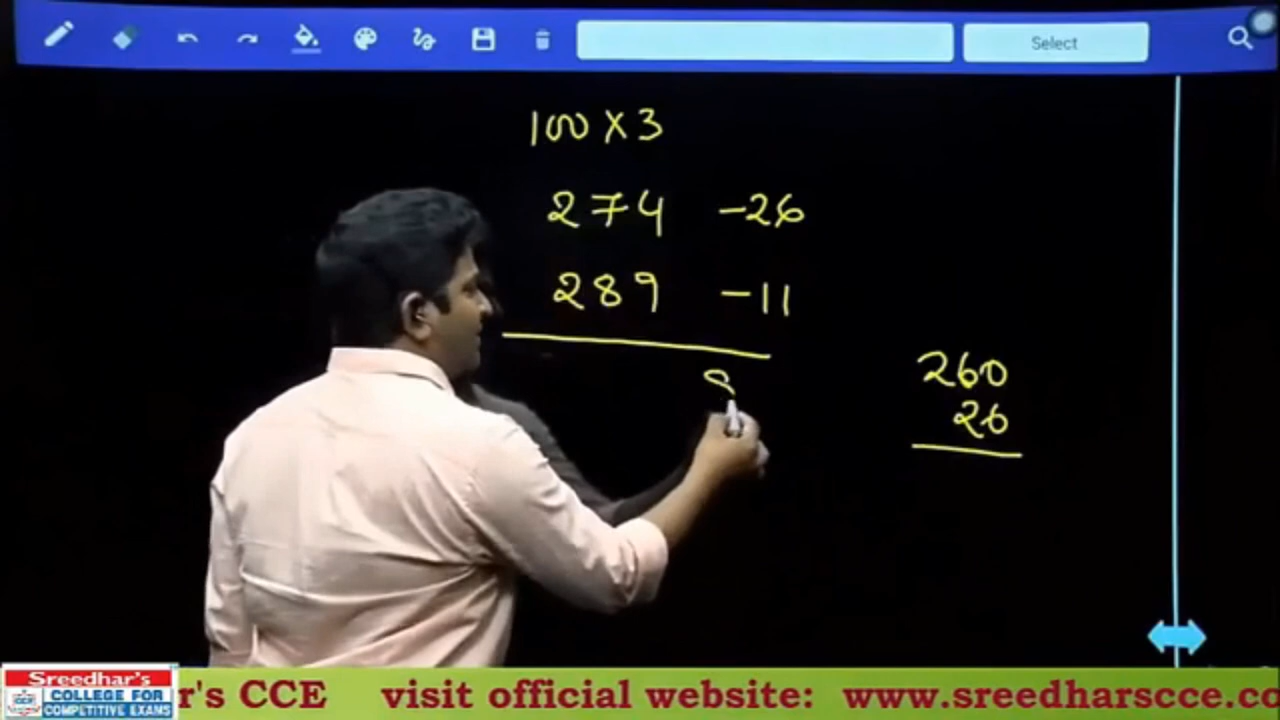 Select
100 X 3
274 -26
289 -11
260
26
Sreedhar's
CCE
COLLEGE FOR
COMPETITIVE EXAMS
r's CCE visit official website: www.sreedharscce.co